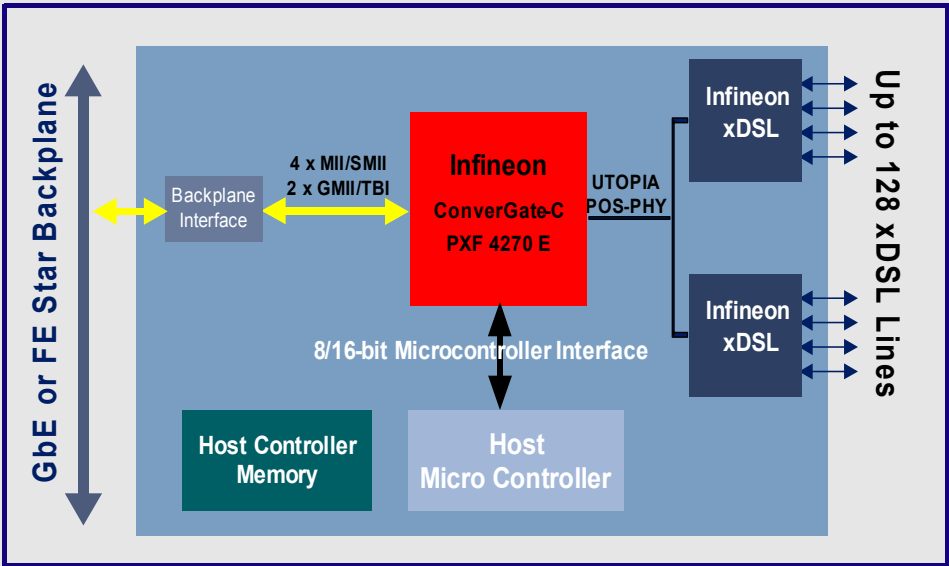 GbE or FE Star Backplane
Backplane
Interface
4 x MII/SMII
2 x GMII/TBI
Infineon
ConverGate-C
PXF 4270 E
UTOPIA
POS-PHY
Infineon
xDSL
Infineon
xDSL
Up to 128 xDSL Lines
8/16-bit Microcontroller Interface
Host Controller
Memory
Host
Micro Controller